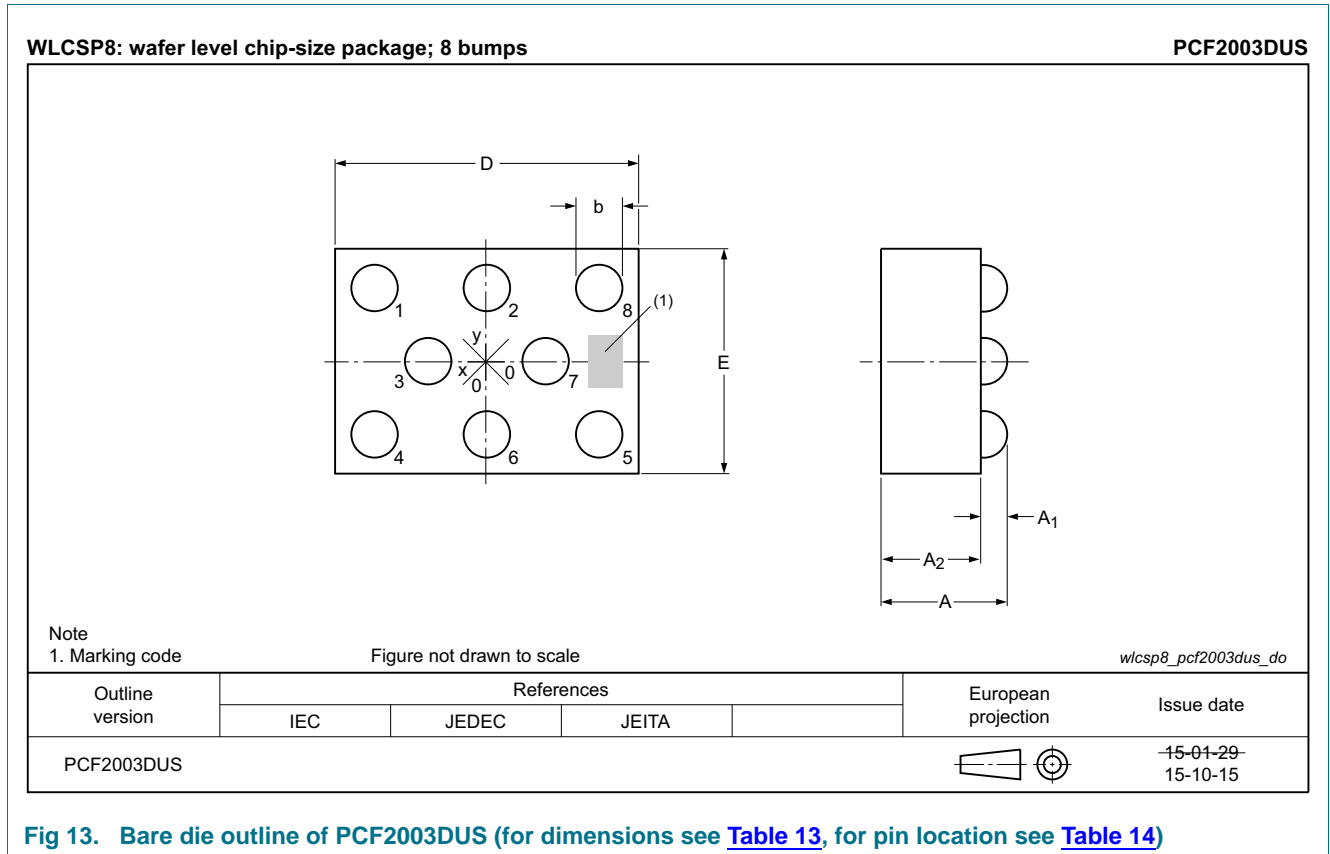 WLCSP8: wafer level chip-size package; 8 bumps
PCF2003DUS
D
b
1
2
8
(1)
y
E
3
x
0
0
7
4
6
5
A1
A2
A
Note
1. Marking code
Figure not drawn to scale
wlcsp8_pcf2003dus_do
Outline version
References
IEC
JEDEC
JEITA
European projection
Issue date
PCF2003DUS
15-01-29
15-10-15
Fig 13. Bare die outline of PCF2003DUS (for dimensions see Table 13, for pin location see Table 14)